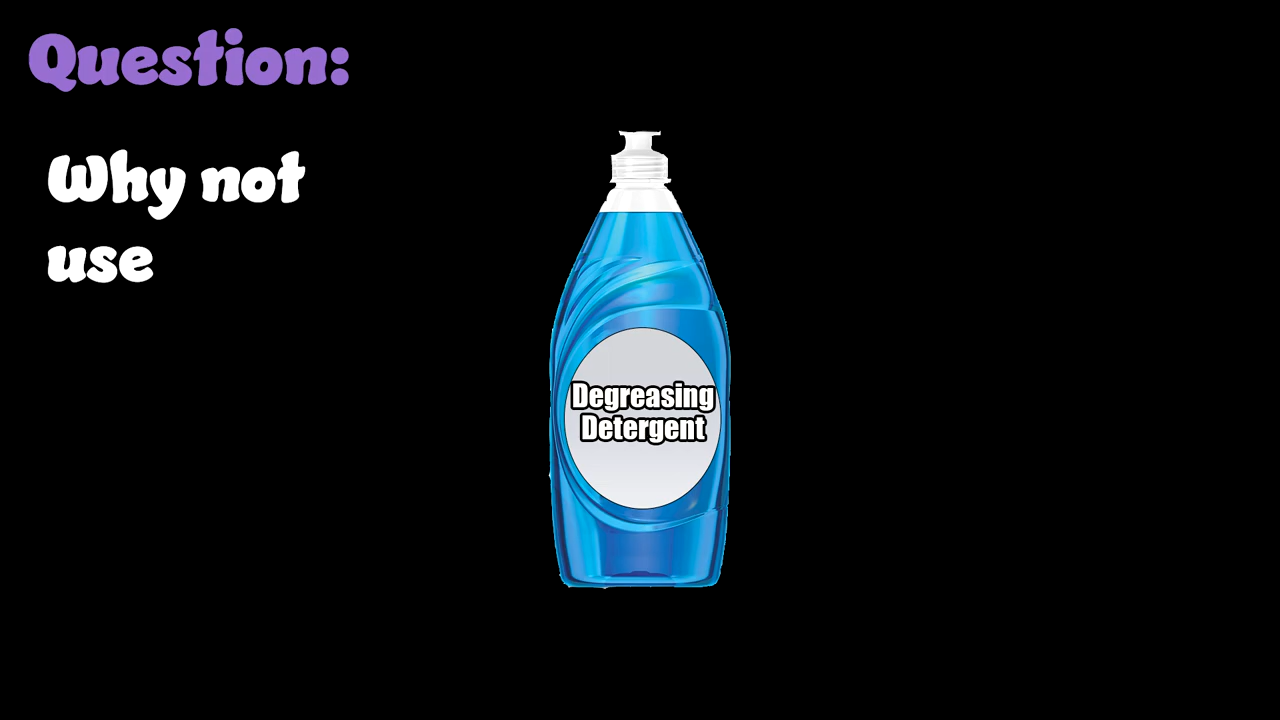 Question:
Why not
use
Degreasing
Detergent